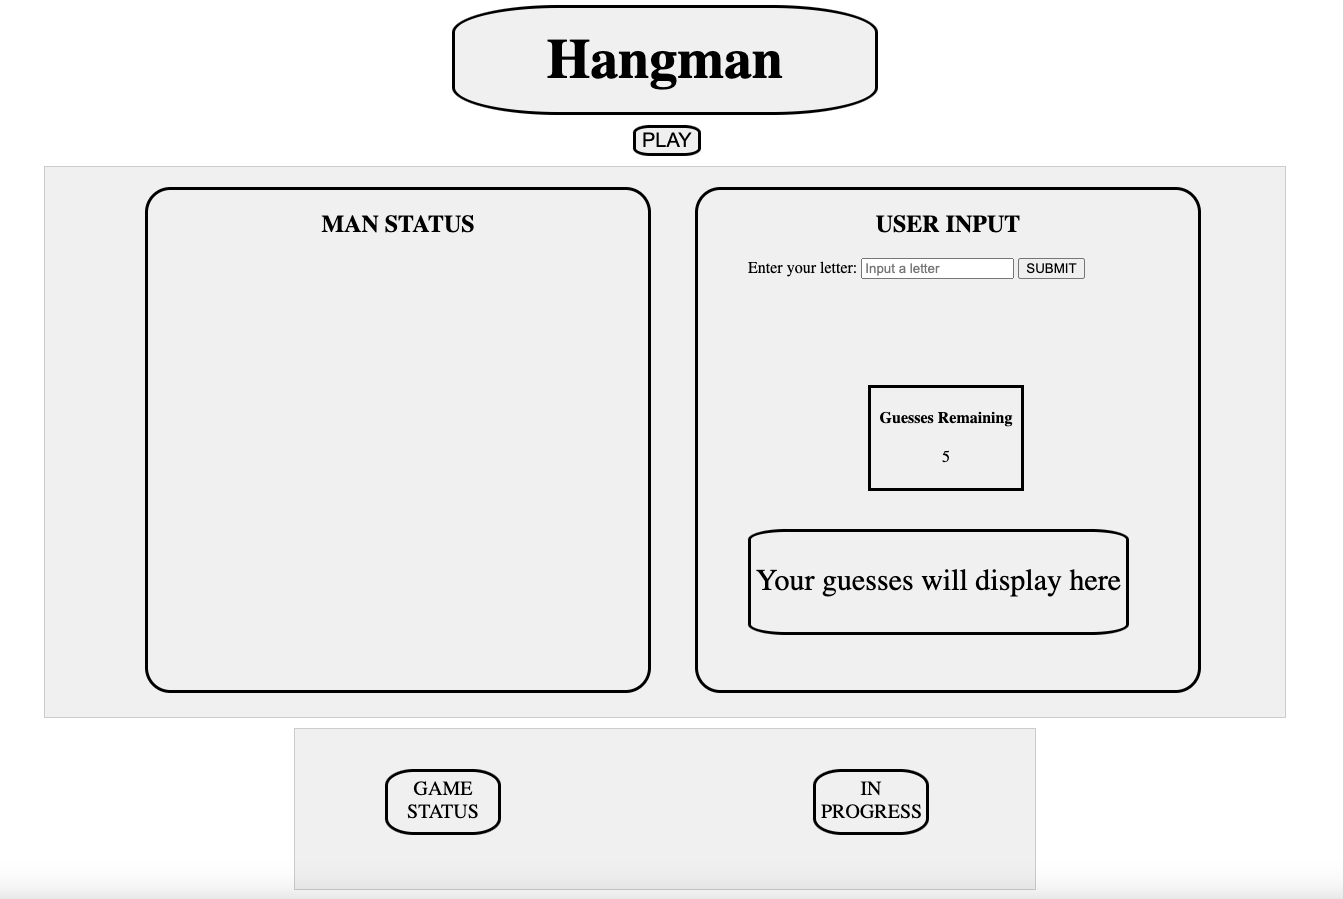 Hangman
PLAY
MAN STATUS
USER INPUT
Enter your letter: Input a letter SUBMIT
Guesses Remaining
5
Your guesses will display here
GAME
STATUS
IN
PROGRESS